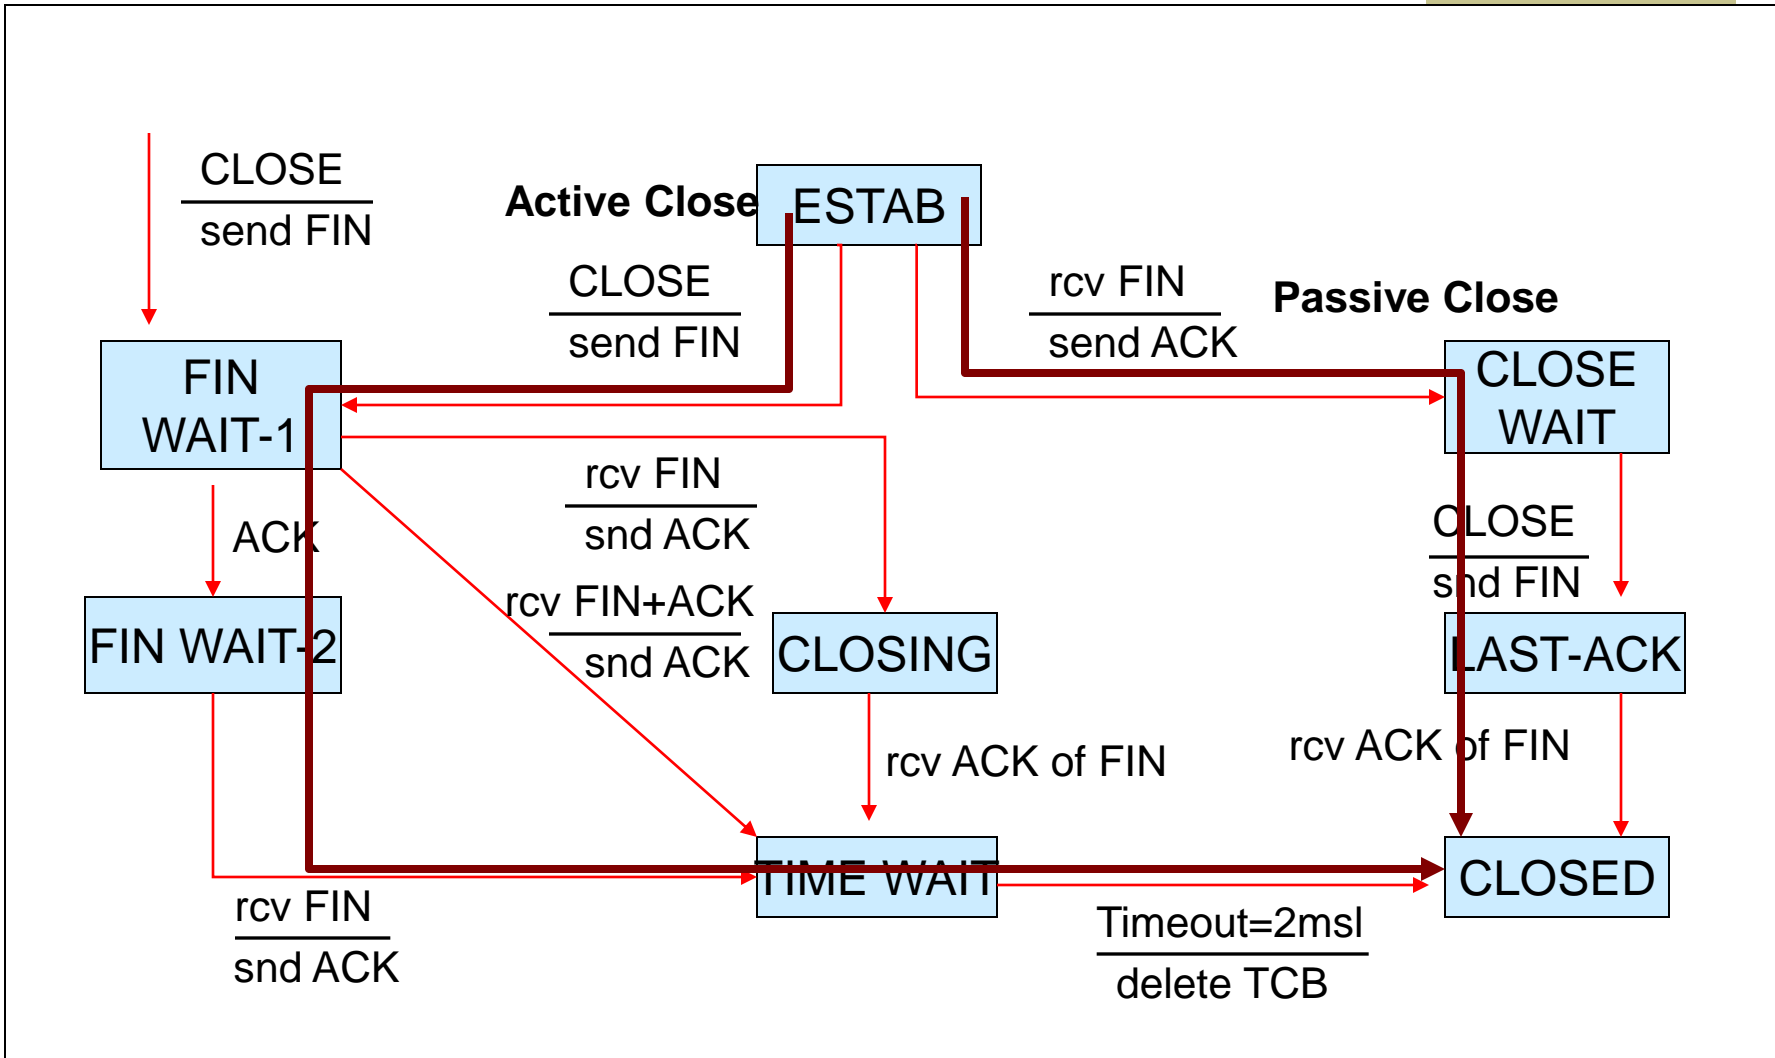 CLOSE
send FIN
Active Close
ESTAB
CLOSE
send FIN
rcv FIN
send ACK
Passive Close
FIN
WAIT-1
CLOSE
WAIT
rcv FIN
snd ACK
ACK
CLOSE
snd FIN
rcv FIN+ACK
snd ACK
FIN WAIT-2
CLOSING
LAST-ACK
rcv ACK of FIN
rcv ACK of FIN
TIME WAIT
CLOSED
rcv FIN
snd ACK
Timeout=2msl
delete TCB